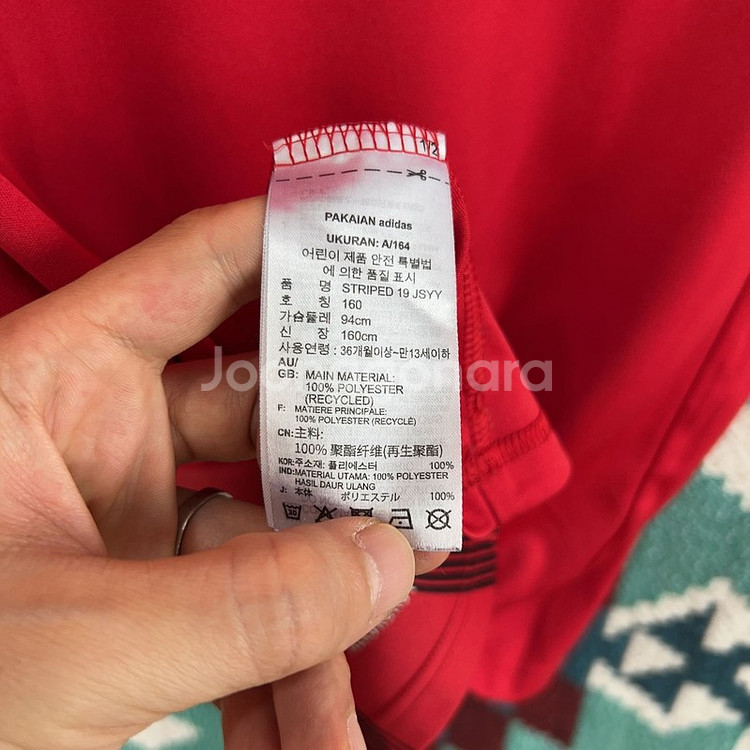 1/2
PAKAIAN adidas
UKURAN: A/164
어린이 제품 안전 특별법
에 의한 품질 표시
품 명 STRIPED 19 JSYY
호 칭 160
가슴둘레 94cm
신 장 160cm
사용연령: 36개월이상~만13세이하
AU/
GB: MAIN MATERIAL:
100% POLYESTER
(RECYCLED)
F: MATIERE PRINCIPALE:
100% POLYESTER (RECYCLÉ)
CN:主料:
100% 聚酯纤维(再生聚酯)
KOR:주소재: 폴리에스터 100%
IND:MATERIAL UTAMA: 100% POLYESTER
HASIL DAUR ULANG
J: 本体 ポリエステル 100%
30